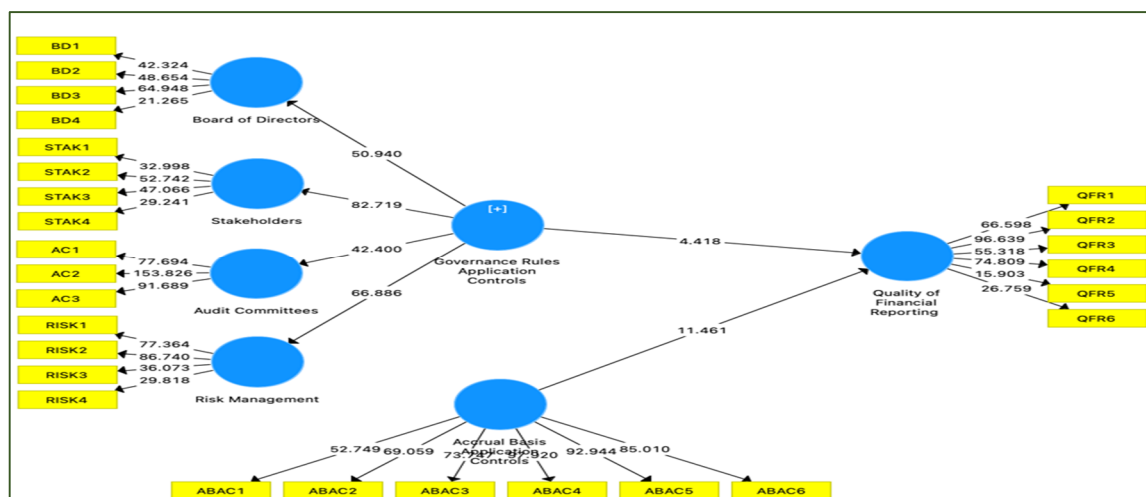 BD1
42.324
BD2
48.654
BD3
64.948
BD4
21.265
Board of Directors
STAK1
32.998
STAK2
52.742
STAK3
47.066
STAK4
29.241
Stakeholders
AC1
77.694
AC2
153.826
AC3
91.689
Audit Committees
RISK1
77.364
RISK2
86.740
RISK3
36.073
RISK4
29.818
Risk Management
50.940
82.719
42.400
66.886
[+]
Governance Rules
Application
Controls
4.418
11.461
Quality of
Financial
Reporting
QFR1
66.598
QFR2
96.639
QFR3
55.318
QFR4
74.809
QFR5
15.903
QFR6
26.759
Accrual Basis
Application
Controls
52.749
69.059
92.944
85.010
ABAC1
ABAC2
ABAC3
ABAC4
ABAC5
ABAC6